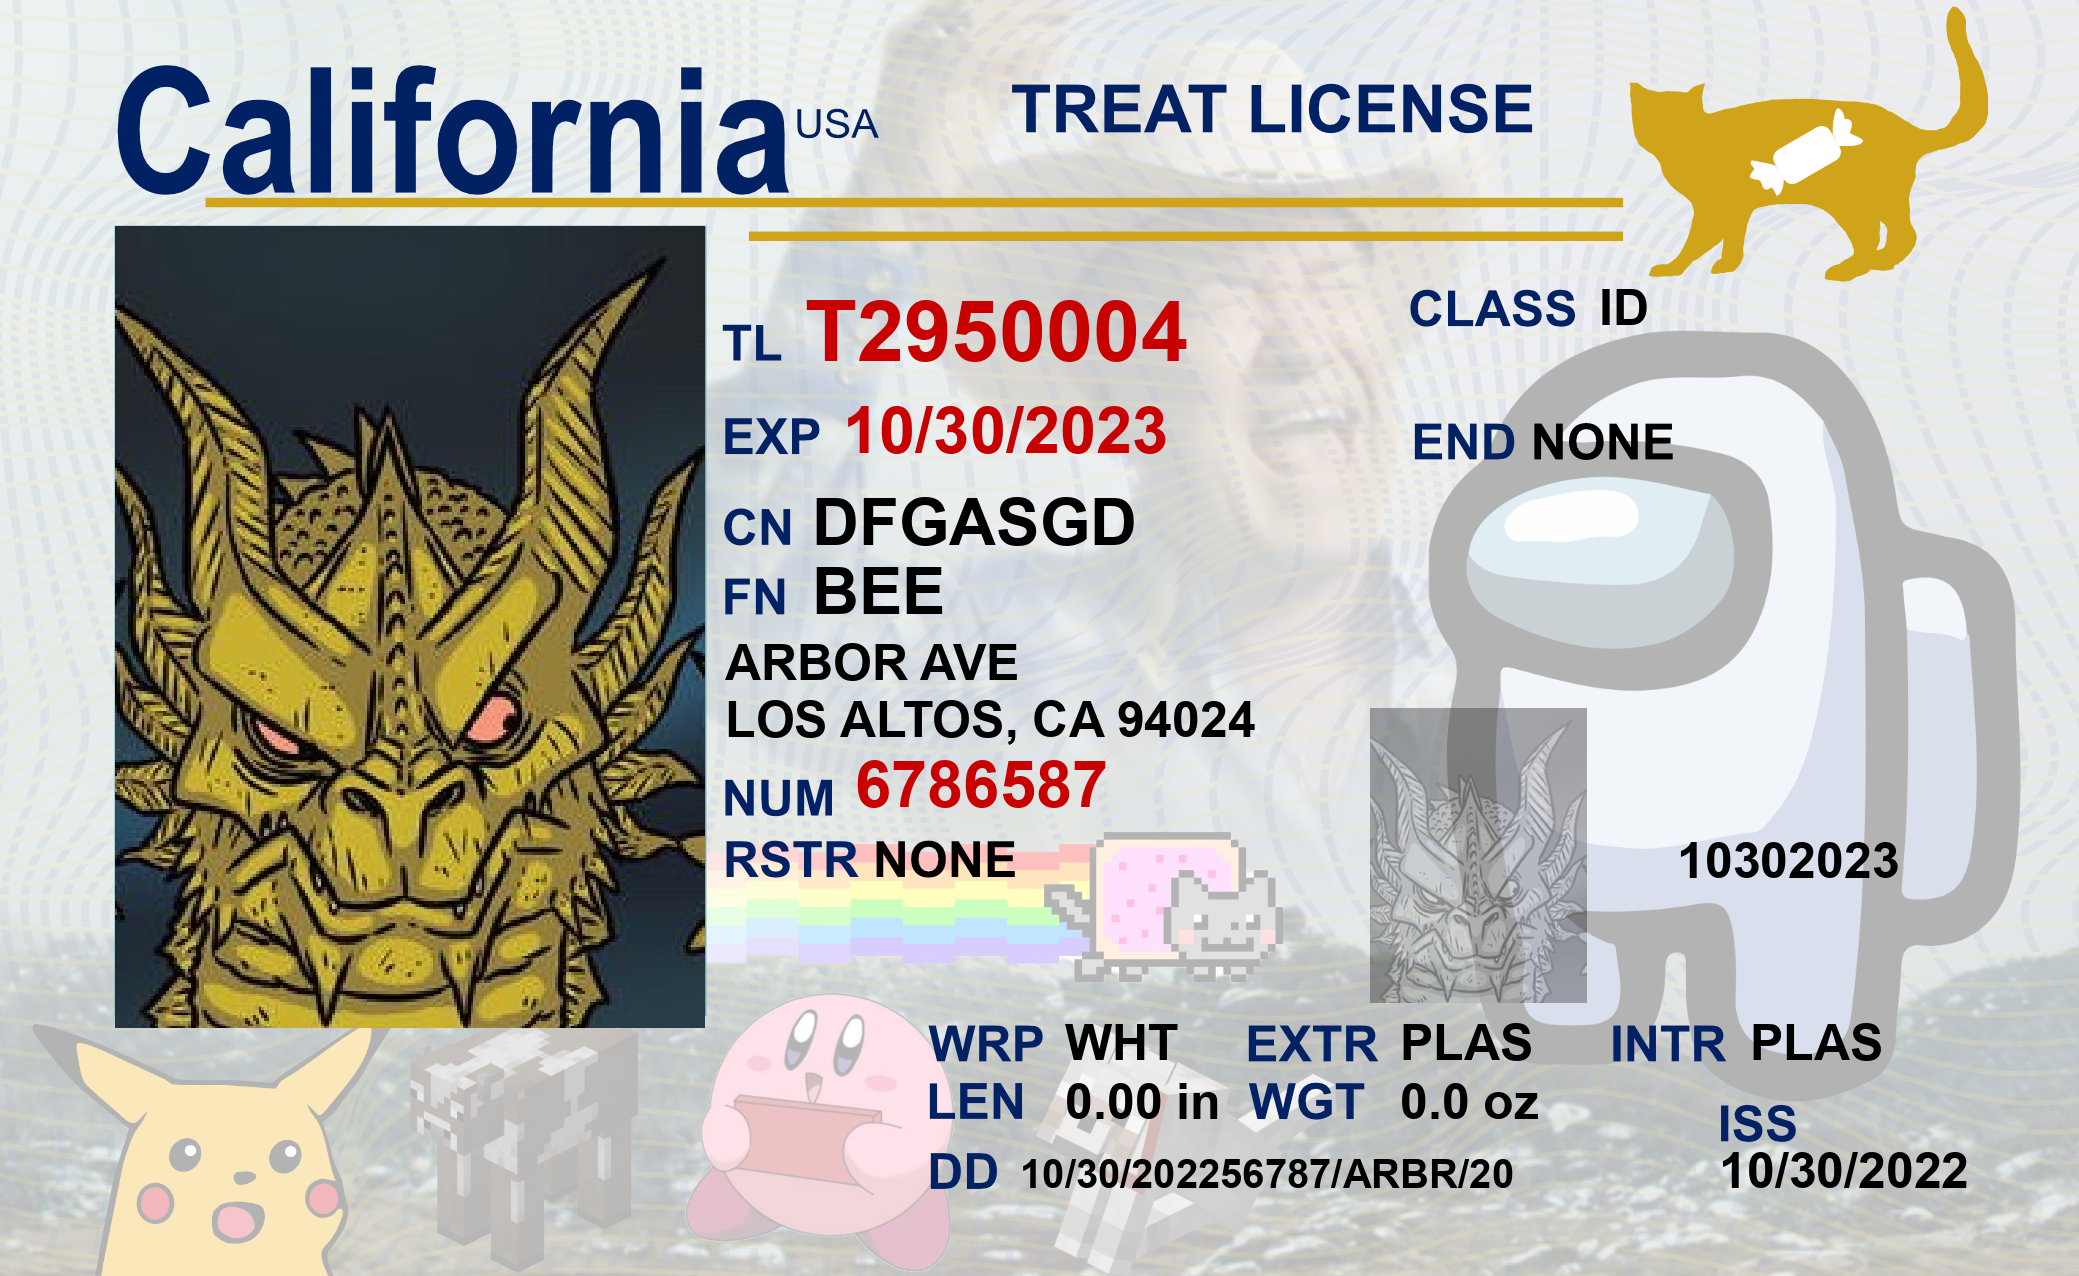 California USA TREAT LICENSE
TL T2950004 CLASS ID
EXP 10/30/2023 END NONE
CN DFGASGD
FN BEE
ARBOR AVE
LOS ALTOS, CA 94024
NUM 6786587
RSTR NONE
10302023
WRP WHT EXTR PLAS INTR PLAS
LEN 0.00 in WGT 0.0 oz
ISS
DD 10/30/202256787/ARBR/20 10/30/2022